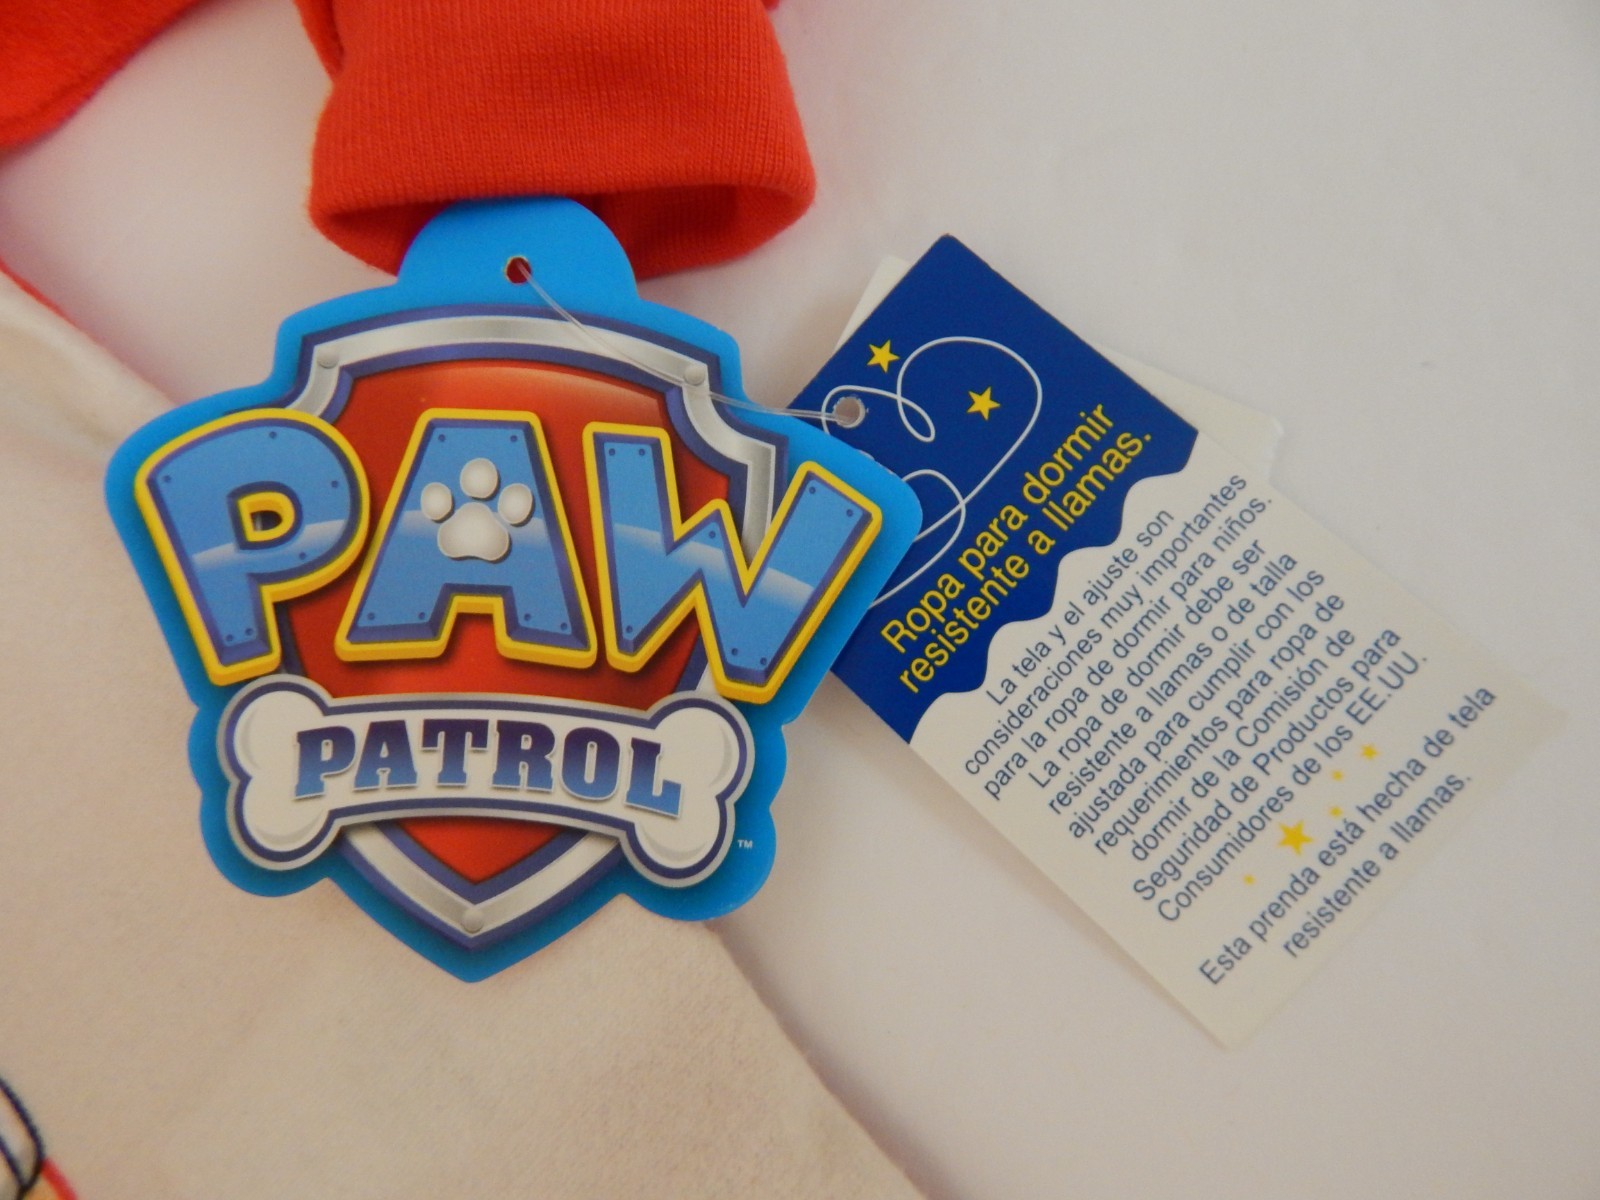 PAW
PATROL
TM
Ropa para dormir
resistente a llamas.
La tela y el ajuste son
consideraciones muy importantes
para la ropa de dormir para niños.
La ropa de dormir debe ser
resistente a llamas o de talla
ajustada para cumplir con los
requerimientos para ropa de
dormir de la Comisión de
Seguridad de Productos para
Consumidores de los EE.UU.
Esta prenda está hecha de tela
resistente a llamas.